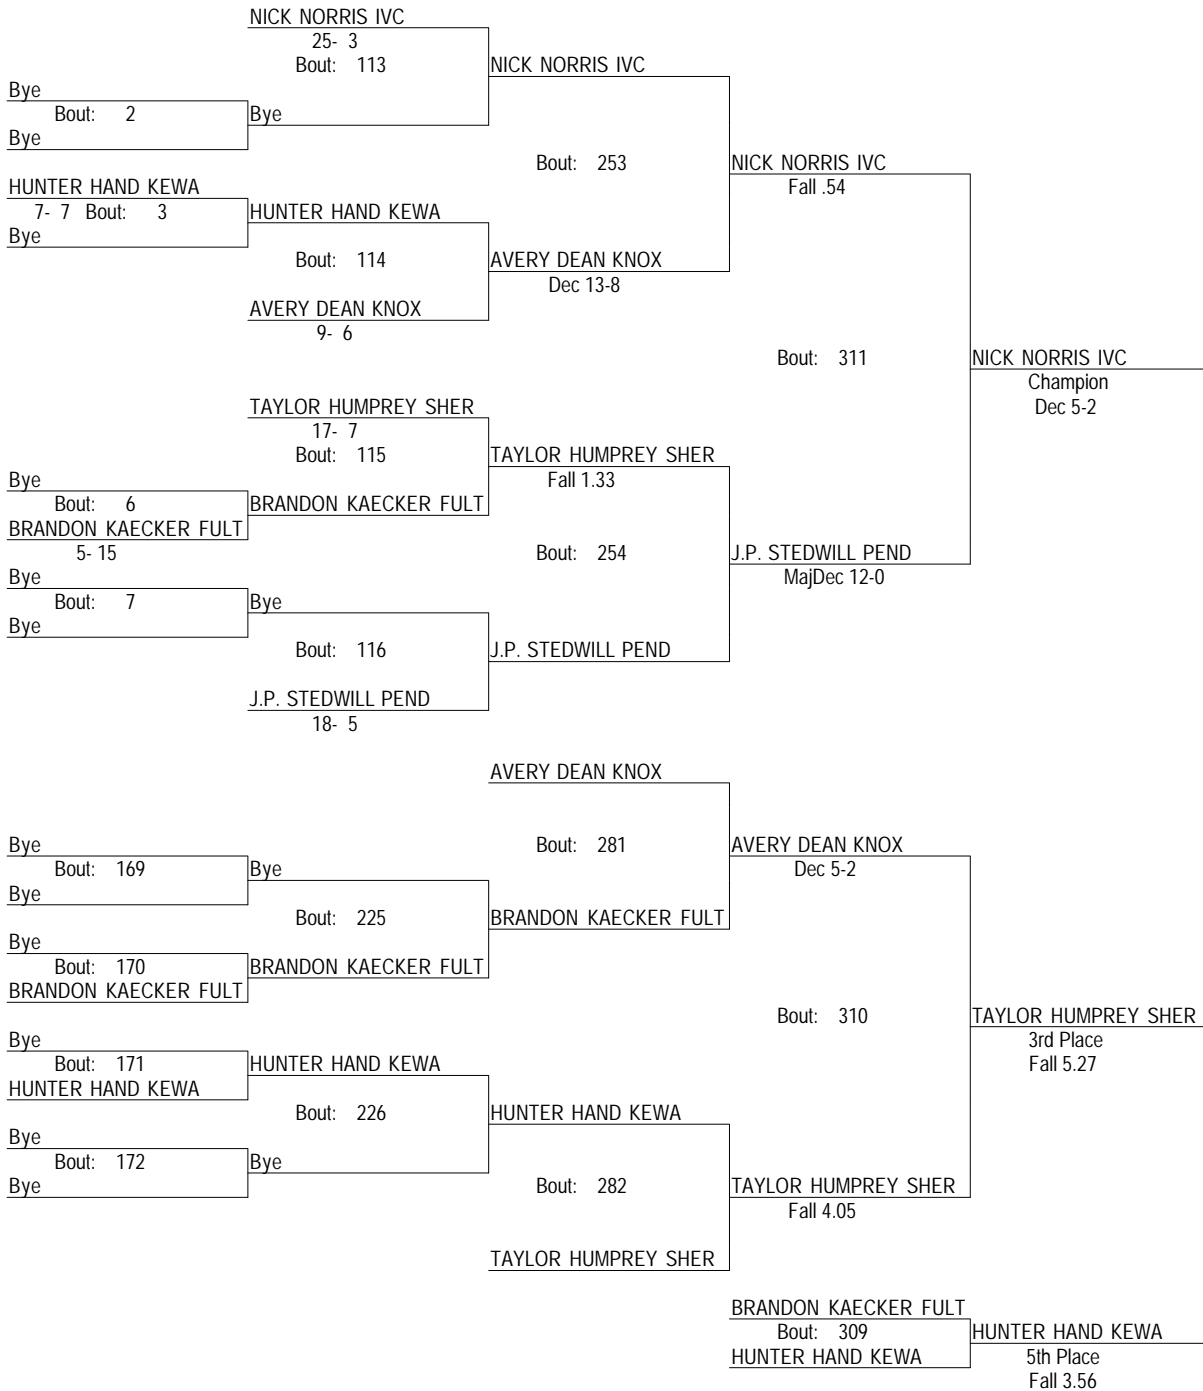 NICK NORRIS IVC
25- 3
Bout: 113
NICK NORRIS IVC
Bye
Bout: 2
Bye
Bye
Bout: 253
NICK NORRIS IVC
Fall .54
HUNTER HAND KEWA
7- 7 Bout: 3
HUNTER HAND KEWA
Bye
Bout: 114
AVERY DEAN KNOX
Dec 13-8
AVERY DEAN KNOX
9- 6
Bout: 311
NICK NORRIS IVC
Champion
Dec 5-2
TAYLOR HUMPREY SHER
17- 7
Bout: 115
TAYLOR HUMPREY SHER
Fall 1.33
Bye
Bout: 6
BRANDON KAECKER FULT
BRANDON KAECKER FULT
5- 15
Bout: 254
J.P. STEDWILL PEND
MajDec 12-0
Bye
Bout: 7
Bye
Bye
Bout: 116
J.P. STEDWILL PEND
J.P. STEDWILL PEND
18- 5
AVERY DEAN KNOX
Bout: 281
AVERY DEAN KNOX
Dec 5-2
Bye
Bout: 169
Bye
Bye
Bout: 225
BRANDON KAECKER FULT
Bye
Bout: 170
BRANDON KAECKER FULT
BRANDON KAECKER FULT
Bout: 310
TAYLOR HUMPREY SHER
3rd Place
Fall 5.27
Bye
Bout: 171
HUNTER HAND KEWA
HUNTER HAND KEWA
Bout: 226
HUNTER HAND KEWA
Bye
Bout: 172
Bye
Bye
Bout: 282
TAYLOR HUMPREY SHER
Fall 4.05
TAYLOR HUMPREY SHER
BRANDON KAECKER FULT
Bout: 309
HUNTER HAND KEWA
HUNTER HAND KEWA
5th Place
Fall 3.56